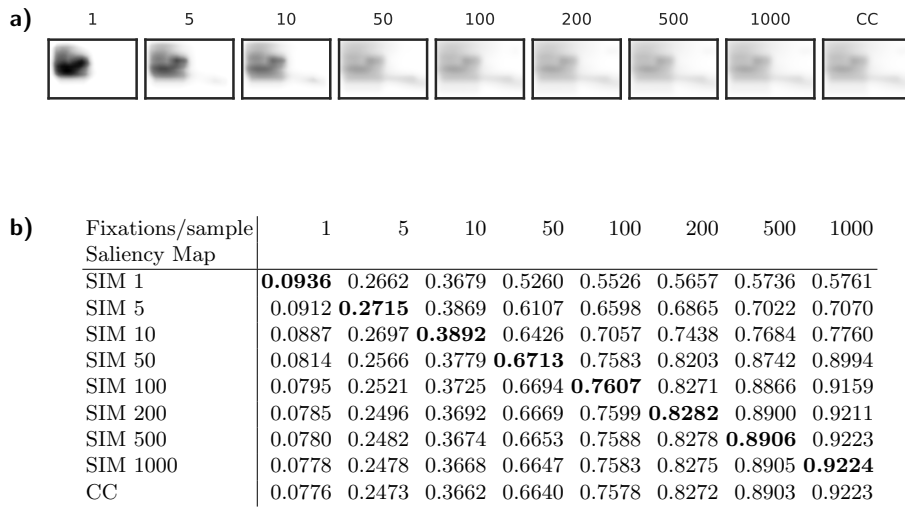 a) 1 5 10 50 100 200 500 1000 CC
b) Fixations/sample 1 5 10 50 100 200 500 1000
Saliency Map
SIM 1 0.0936 0.2662 0.3679 0.5260 0.5526 0.5657 0.5736 0.5761
SIM 5 0.0912 0.2715 0.3869 0.6107 0.6598 0.6865 0.7022 0.7070
SIM 10 0.0887 0.2697 0.3892 0.6426 0.7057 0.7438 0.7684 0.7760
SIM 50 0.0814 0.2566 0.3779 0.6713 0.7583 0.8203 0.8742 0.8994
SIM 100 0.0795 0.2521 0.3725 0.6694 0.7607 0.8271 0.8866 0.9159
SIM 200 0.0785 0.2496 0.3692 0.6669 0.7599 0.8282 0.8900 0.9211
SIM 500 0.0780 0.2482 0.3674 0.6653 0.7588 0.8278 0.8906 0.9223
SIM 1000 0.0778 0.2478 0.3668 0.6647 0.7583 0.8275 0.8905 0.9224
CC 0.0776 0.2473 0.3662 0.6640 0.7578 0.8272 0.8903 0.9223